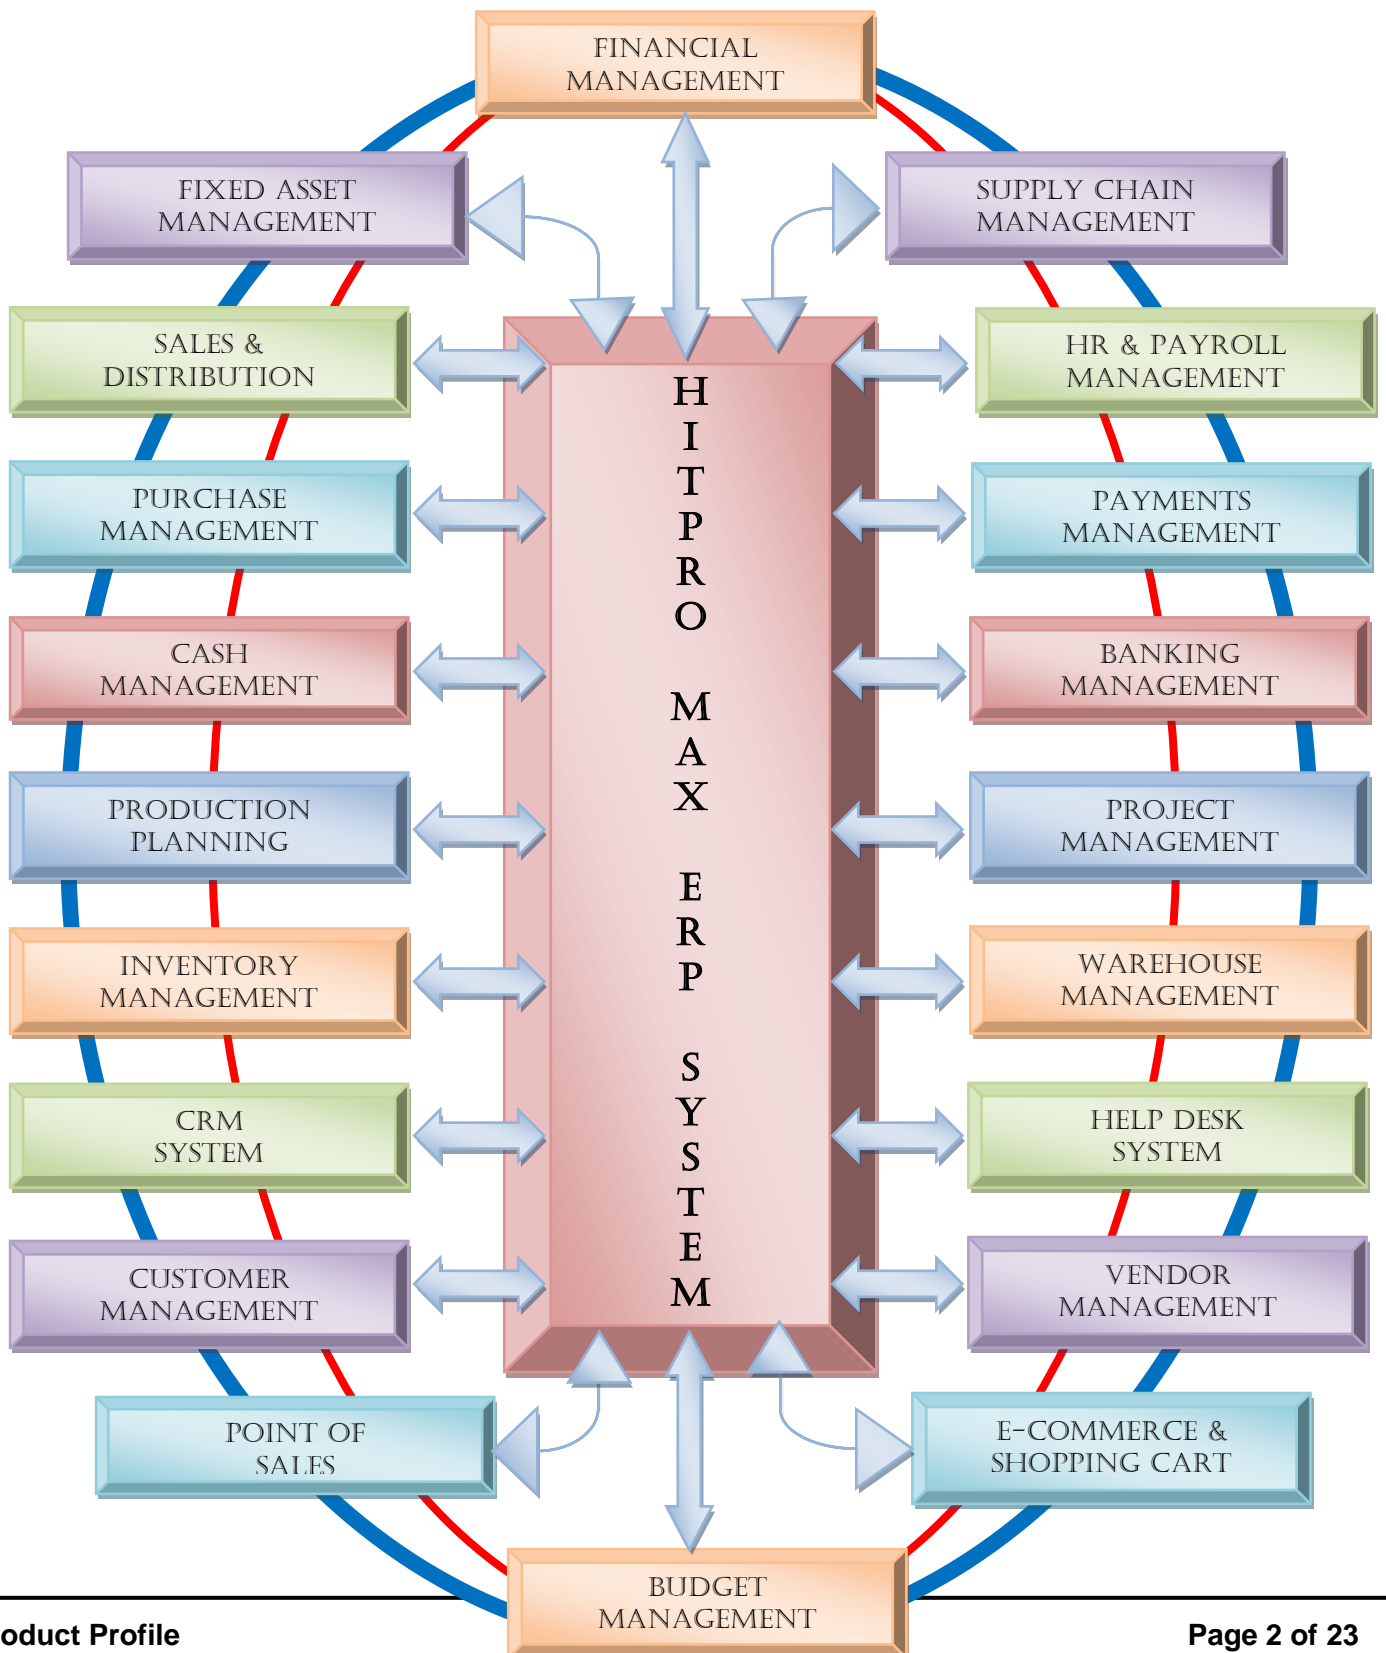 FINANCIAL
MANAGEMENT
FIXED ASSET
MANAGEMENT
SUPPLY CHAIN
MANAGEMENT
SALES &
DISTRIBUTION
HR & PAYROLL
MANAGEMENT
PURCHASE
MANAGEMENT
PAYMENTS
MANAGEMENT
CASH
MANAGEMENT
BANKING
MANAGEMENT
PRODUCTION
PLANNING
PROJECT
MANAGEMENT
INVENTORY
MANAGEMENT
WAREHOUSE
MANAGEMENT
CRM
SYSTEM
HELP DESK
SYSTEM
CUSTOMER
MANAGEMENT
VENDOR
MANAGEMENT
POINT OF
SALES
E-COMMERCE &
SHOPPING CART
BUDGET
MANAGEMENT
HITPRO MAX ERP SYSTEM
oduct Profile
Page 2 of 23